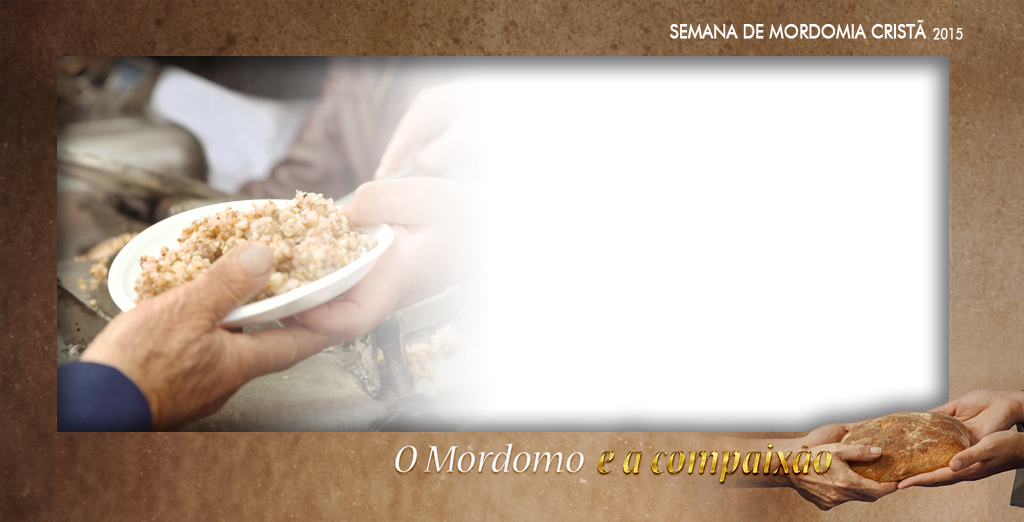 SEMANA DE MORDOMIA CRISTÃ 2015
O Mordomo e a compaixão